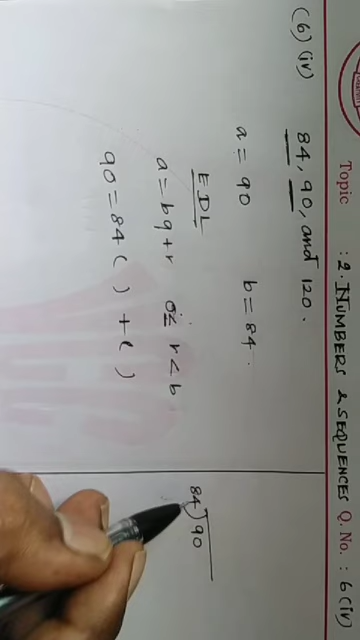 Topic : 2. NUMBERS & SEQUENCES Q. No. : 6(iv)
(6)(iv) 84, 90, and 120.
a = 90 b = 84.
EDL
a = bq + r 0 ≤ r < b
90 = 84 ( ) + ( )
84)90